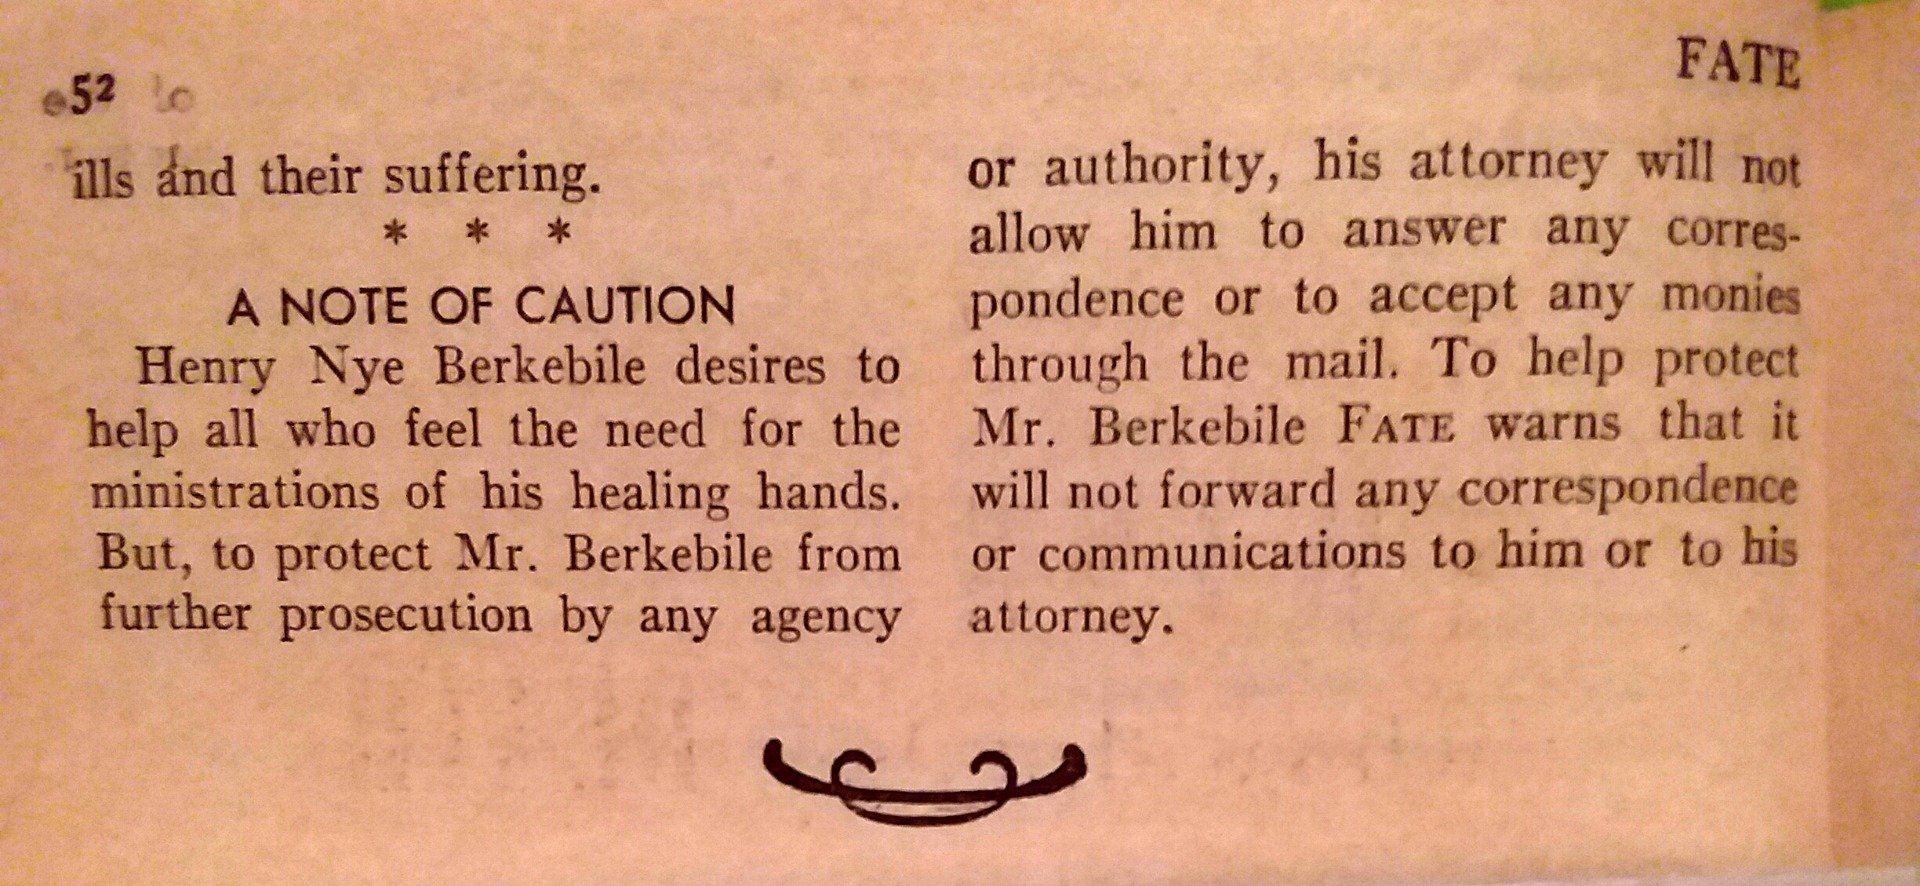 52
FATE
ills and their suffering.
* * *
A NOTE OF CAUTION
Henry Nye Berkebile desires to
help all who feel the need for the
ministrations of his healing hands.
But, to protect Mr. Berkebile from
further prosecution by any agency
or authority, his attorney will not
allow him to answer any corres-
pondence or to accept any monies
through the mail. To help protect
Mr. Berkebile FATE warns that it
will not forward any correspondence
or communications to him or to his
attorney.